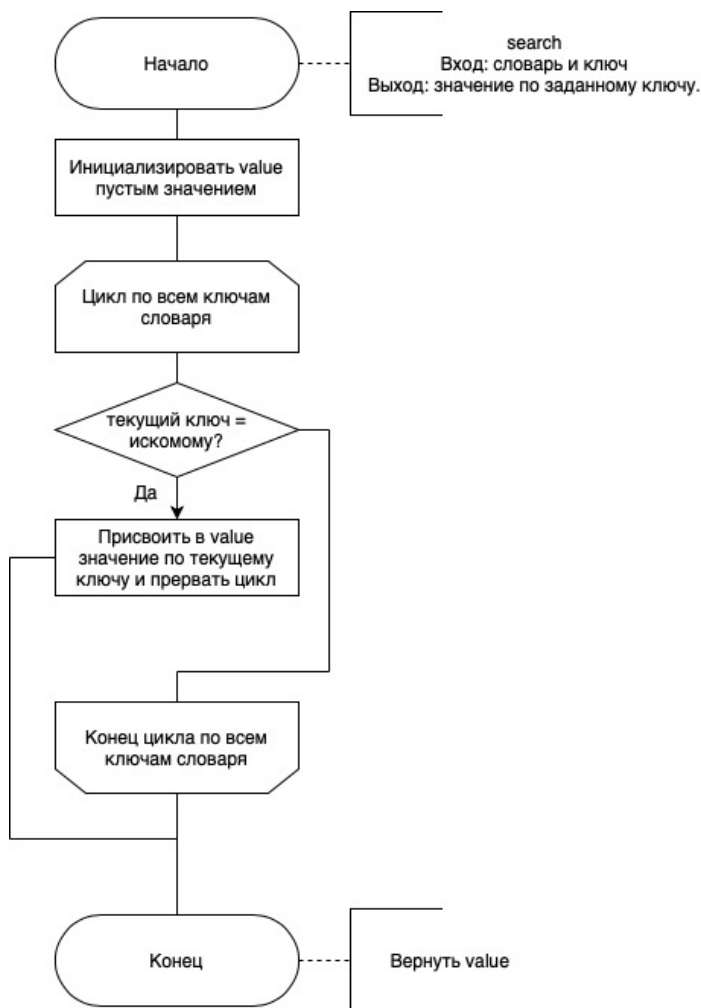 Начало
search
Вход: словарь и ключ
Выход: значение по заданному ключу.
Инициализировать value
пустым значением
Цикл по всем ключам
словаря
текущий ключ =
искомому?
Да
Присвоить в value
значение по текущему
ключу и прервать цикл
Конец цикла по всем
ключам словаря
Конец
Вернуть value